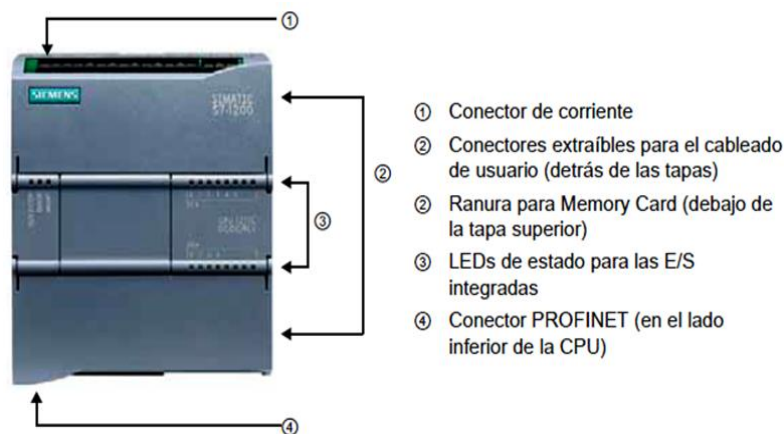 ①
SIEMENS
SIMATIC
S7-1200
②
③
④
① Conector de corriente
② Conectores extraíbles para el cableado
de usuario (detrás de las tapas)
② Ranura para Memory Card (debajo de
la tapa superior)
③ LEDs de estado para las E/S
integradas
④ Conector PROFINET (en el lado
inferior de la CPU)